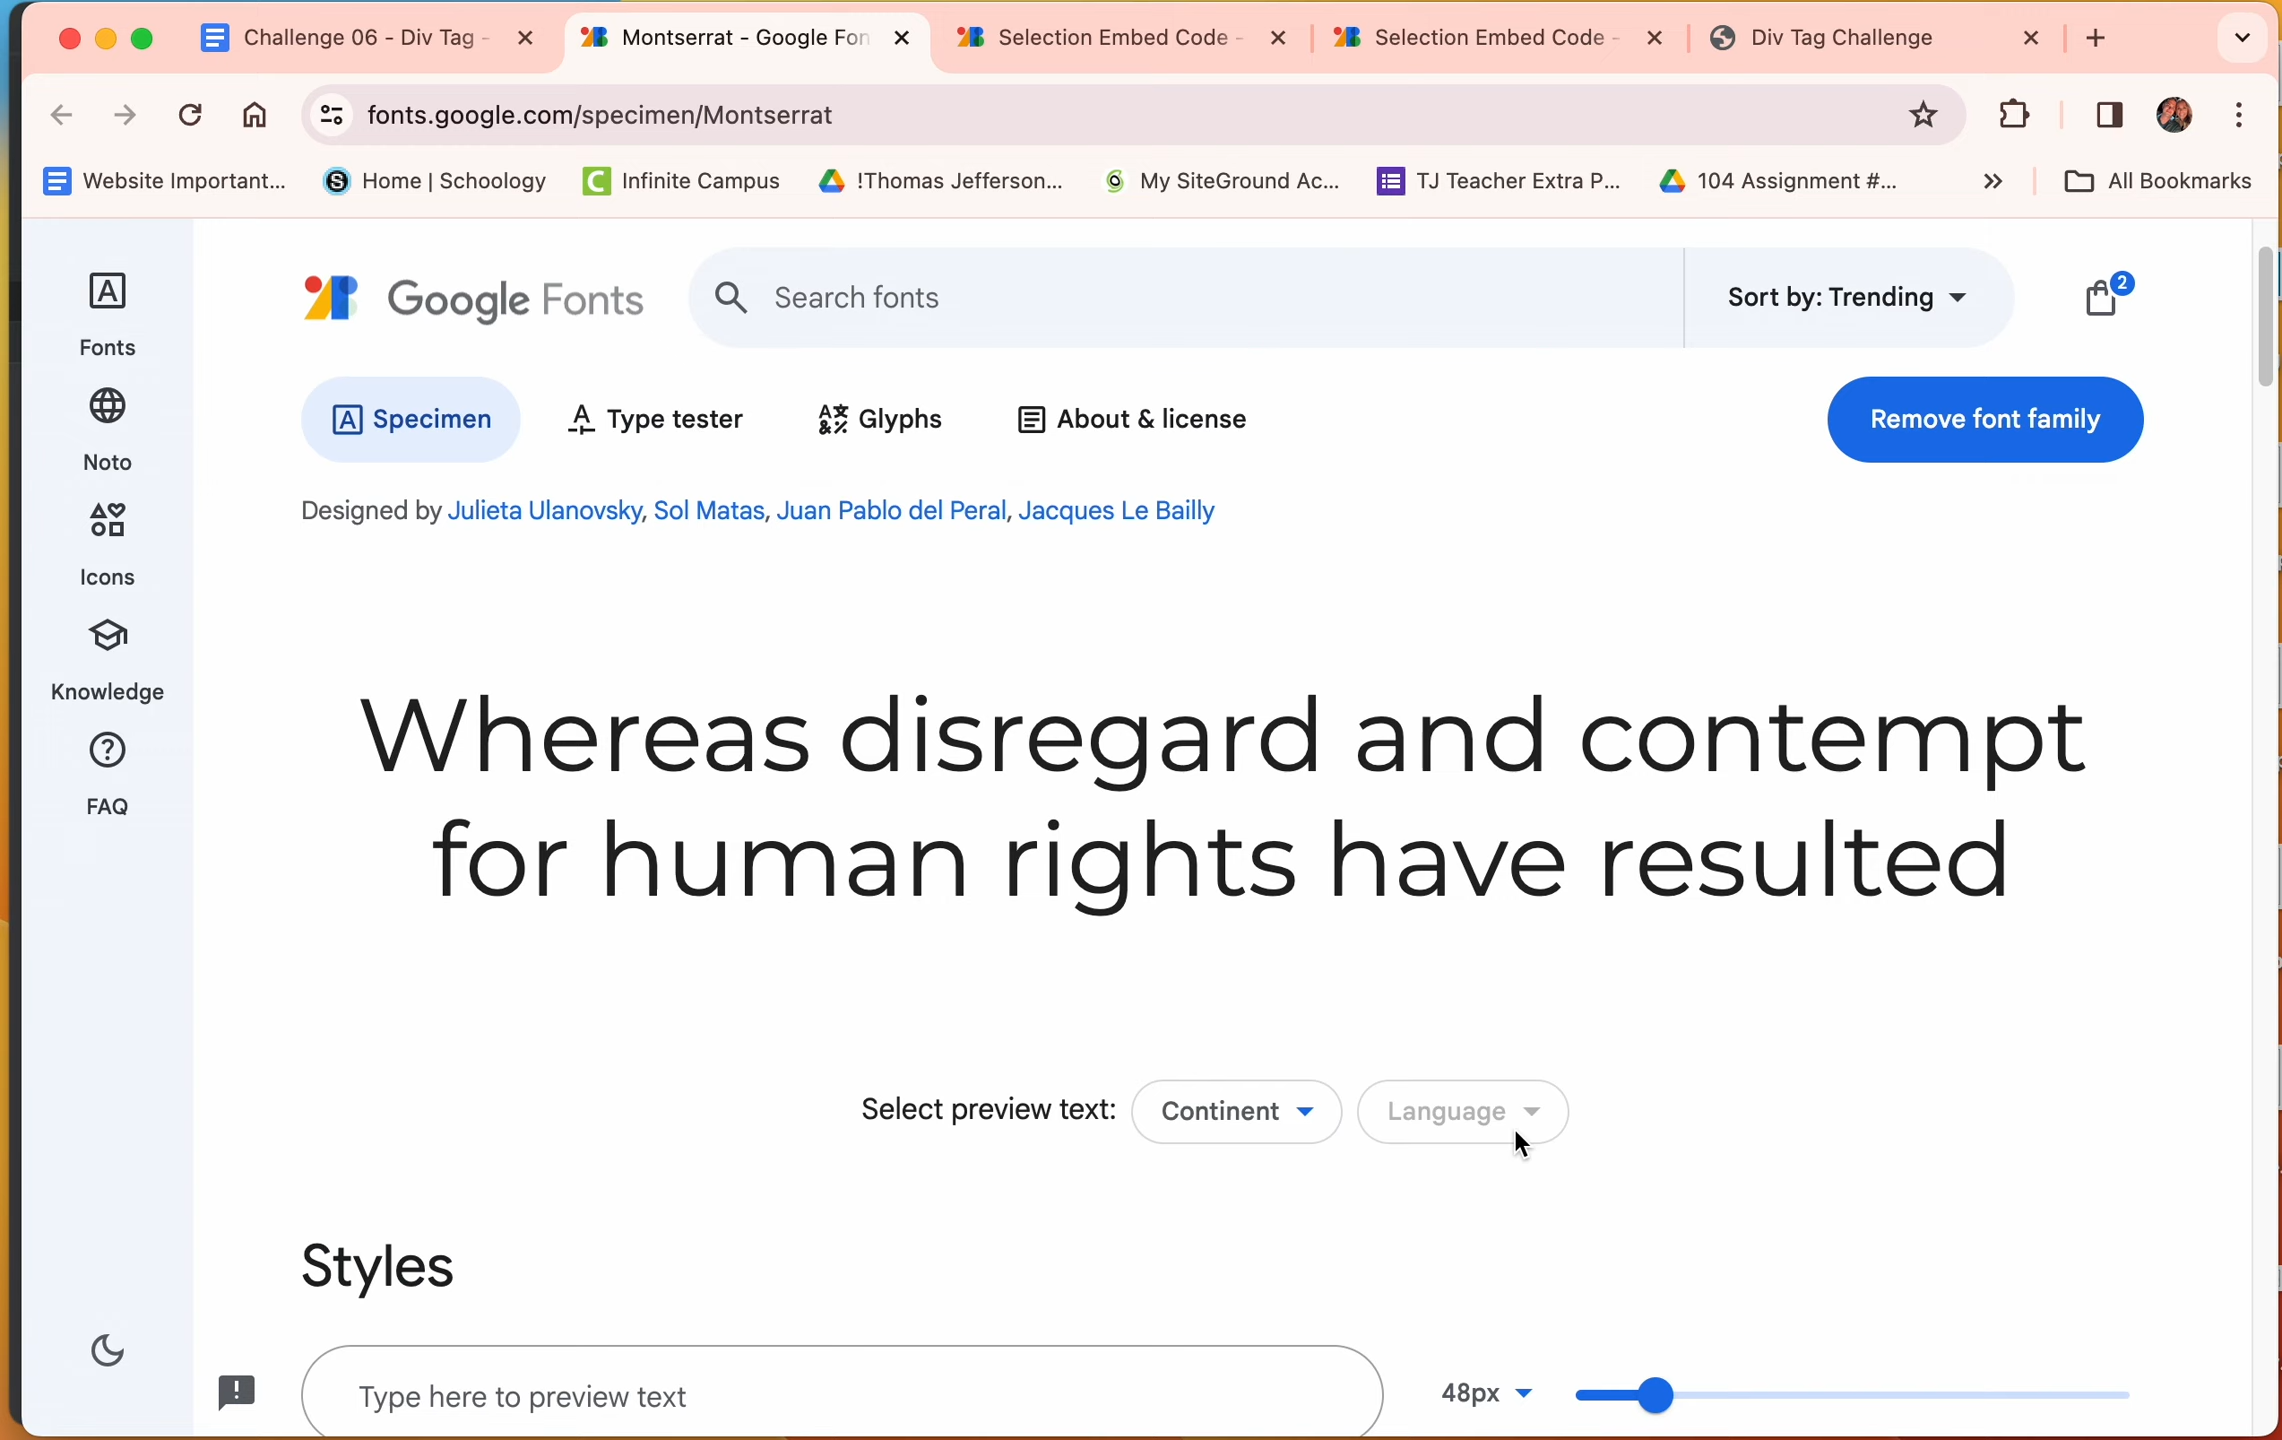 Challenge 06 - Div Tag -
Montserrat - Google Fon
Selection Embed Code -
Selection Embed Code -
Div Tag Challenge
fonts.google.com/specimen/Montserrat
Website Important...
Home | Schoology
Infinite Campus
!Thomas Jefferson...
My SiteGround Ac...
TJ Teacher Extra P...
104 Assignment #...
All Bookmarks
Google Fonts
Search fonts
Sort by: Trending
2
Fonts
Noto
Icons
Knowledge
FAQ
Specimen
Type tester
Glyphs
About & license
Remove font family
Designed by Julieta Ulanovsky, Sol Matas, Juan Pablo del Peral, Jacques Le Bailly
Whereas disregard and contempt
for human rights have resulted
Select preview text:
Continent
Language
Styles
Type here to preview text
48px